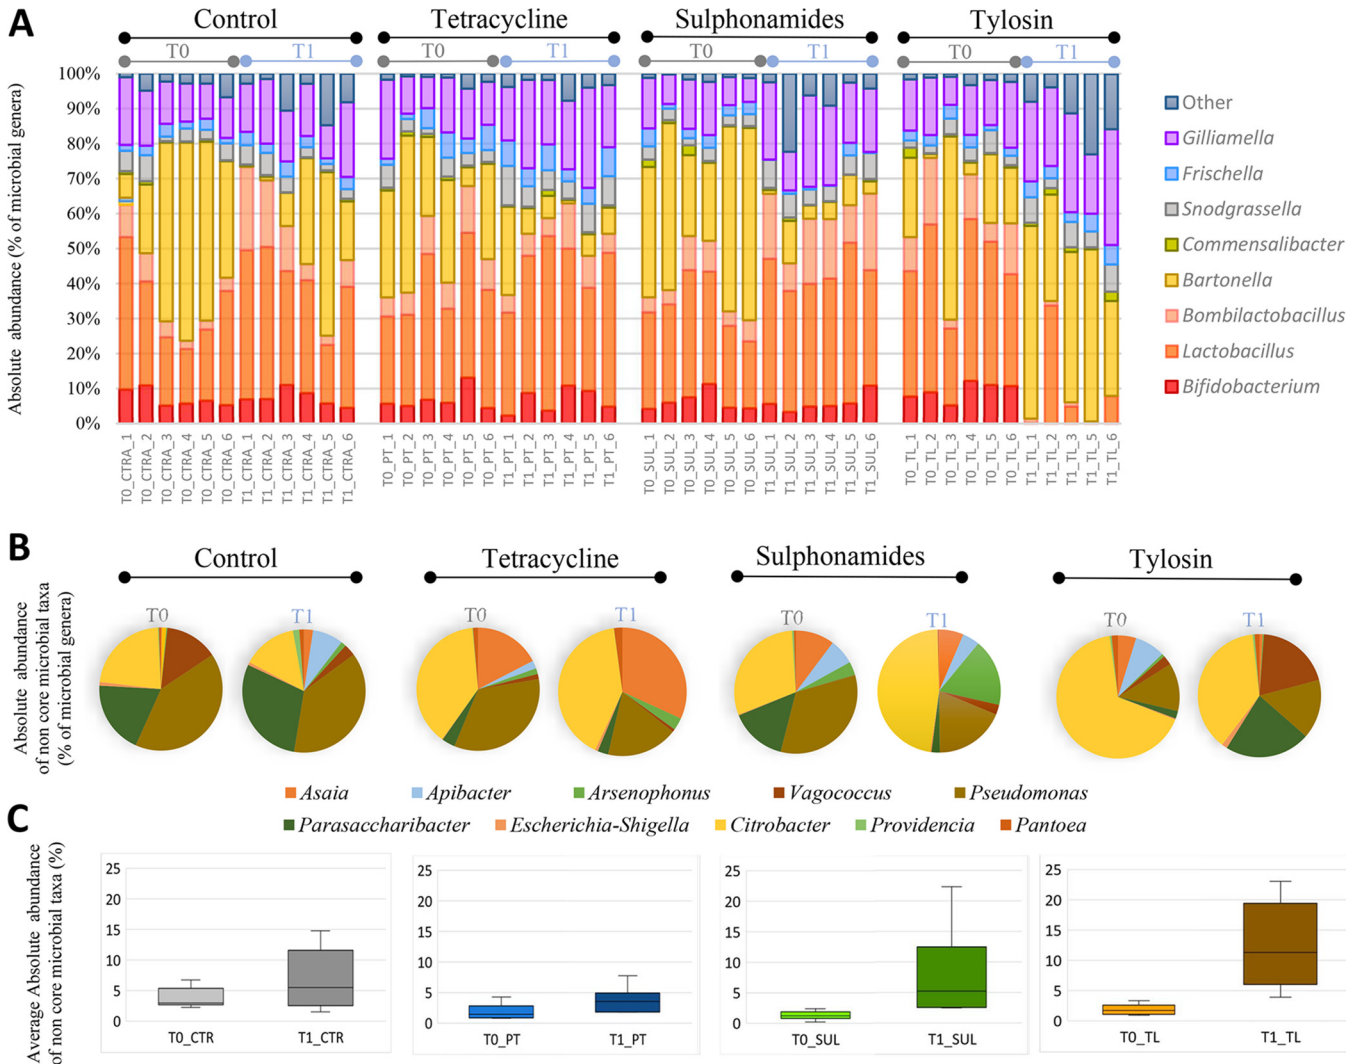 A
Control
Tetracycline
Sulphonamides
Tylosin
T0
T1
T0
T1
T0
T1
T0
T1
Absolute abundance (% of microbial genera)
100%
90%
80%
70%
60%
50%
40%
30%
20%
10%
0%
Other
Gilliamella
Frischella
Snodgrassella
Commensalibacter
Bartonella
Bombilactobacillus
Lactobacillus
Bifidobacterium
T0_CTRA_1
T0_CTRA_2
T0_CTRA_3
T0_CTRA_4
T0_CTRA_5
T0_CTRA_6
T1_CTRA_1
T1_CTRA_2
T1_CTRA_3
T1_CTRA_4
T1_CTRA_5
T1_CTRA_6
T0_PT_1
T0_PT_2
T0_PT_3
T0_PT_4
T0_PT_5
T0_PT_6
T1_PT_1
T1_PT_2
T1_PT_3
T1_PT_4
T1_PT_5
T1_PT_6
T0_SUL_1
T0_SUL_2
T0_SUL_3
T0_SUL_4
T0_SUL_5
T0_SUL_6
T1_SUL_1
T1_SUL_2
T1_SUL_3
T1_SUL_4
T1_SUL_5
T1_SUL_6
T0_TL_1
T0_TL_2
T0_TL_3
T0_TL_4
T0_TL_5
T0_TL_6
T1_TL_1
T1_TL_2
T1_TL_3
T1_TL_4
T1_TL_5
T1_TL_6
B
Control
Tetracycline
Sulphonamides
Tylosin
T0
T1
T0
T1
T0
T1
T0
T1
Absolute abundance
of non core microbial taxa
(% of microbial genera)
Asaia
Apibacter
Arsenophonus
Vagococcus
Pseudomonas
Parasaccharibacter
Escherichia-Shigella
Citrobacter
Providencia
Pantoea
C
Average Absolute abundance
of non core microbial taxa (%)
25
20
15
10
5
0
T0_CTR
T1_CTR
25
20
15
10
5
0
T0_PT
T1_PT
25
20
15
10
5
0
T0_SUL
T1_SUL
25
20
15
10
5
0
T0_TL
T1_TL